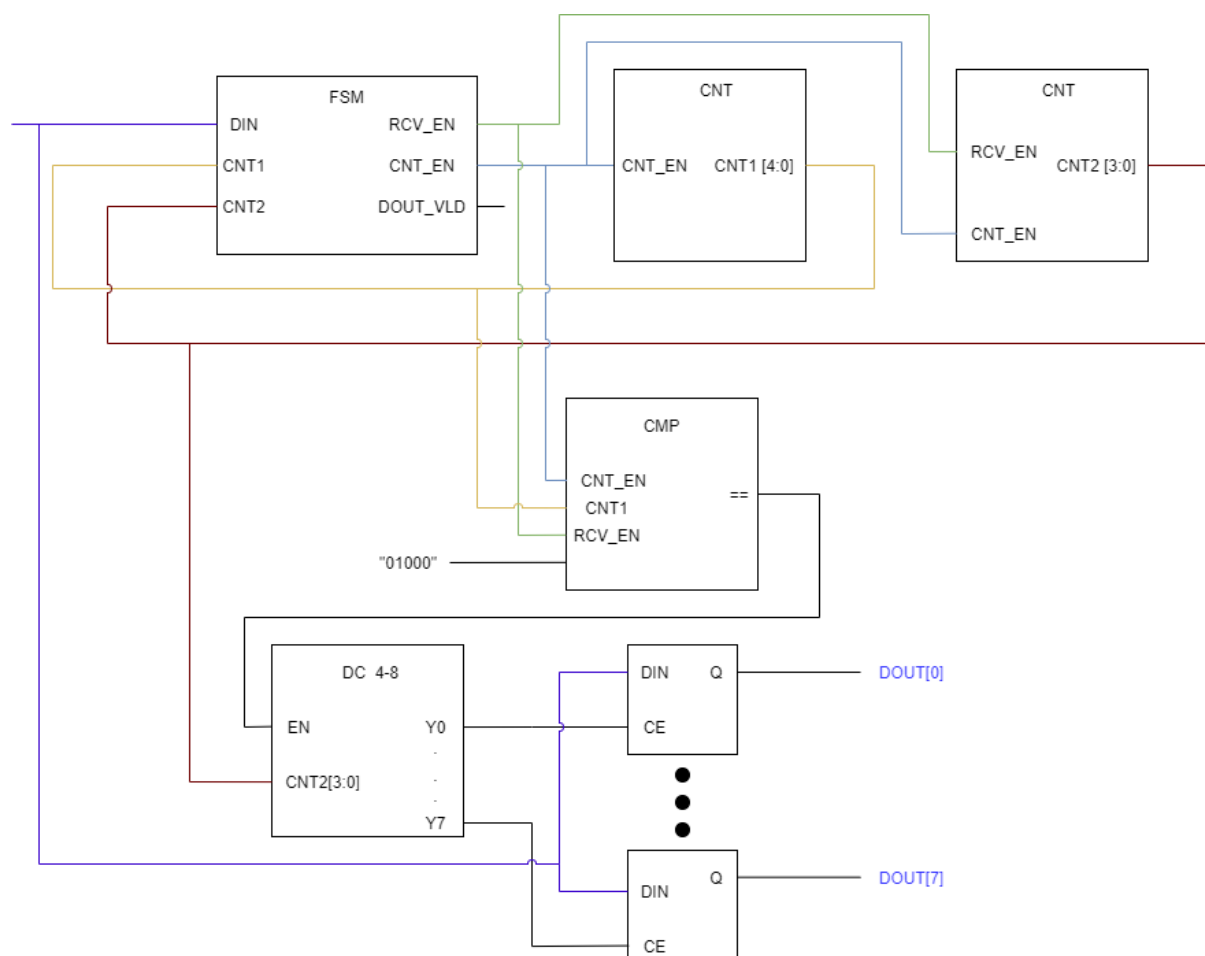 FSM
DIN
RCV_EN
CNT1
CNT_EN
CNT2
DOUT_VLD
CNT
CNT_EN
CNT1 [4:0]
CNT
RCV_EN
CNT2 [3:0]
CNT_EN
CMP
CNT_EN
==
CNT1
RCV_EN
"01000"
DC 4-8
EN
Y0
.
.
.
CNT2[3:0]
Y7
DIN
Q
DOUT[0]
CE
DIN
Q
DOUT[7]
CE